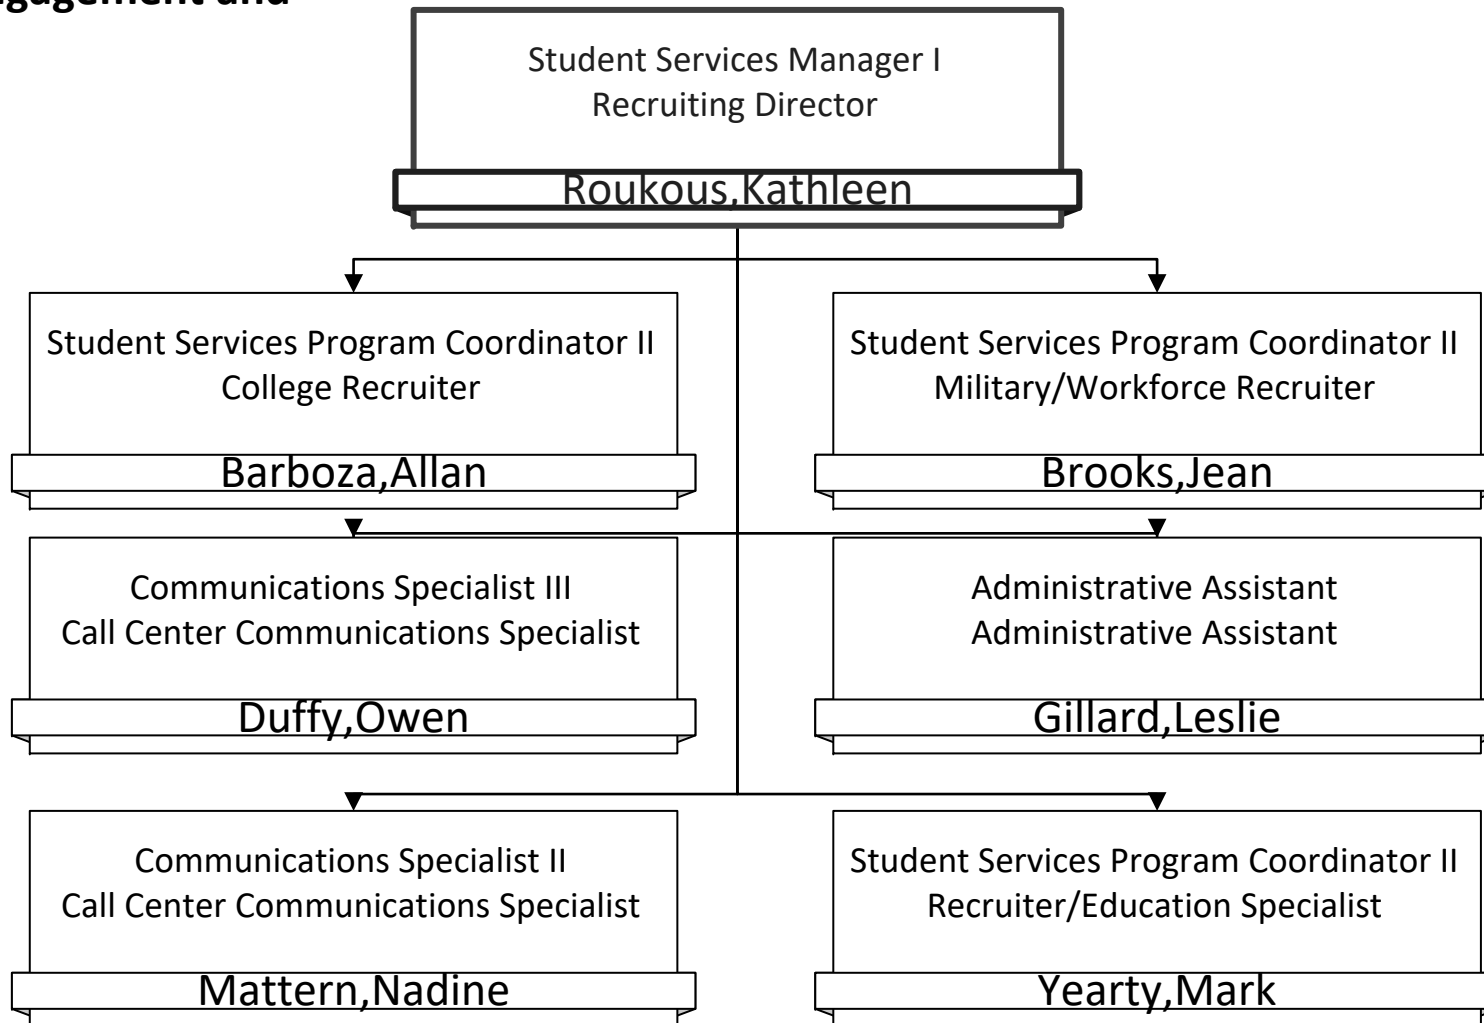 Student Services Manager I
Recruiting Director
Roukous,Kathleen
Student Services Program Coordinator II
College Recruiter
Barboza,Allan
Student Services Program Coordinator II
Military/Workforce Recruiter
Brooks,Jean
Communications Specialist III
Call Center Communications Specialist
Duffy,Owen
Administrative Assistant
Administrative Assistant
Gillard,Leslie
Communications Specialist II
Call Center Communications Specialist
Mattern,Nadine
Student Services Program Coordinator II
Recruiter/Education Specialist
Yearty,Mark